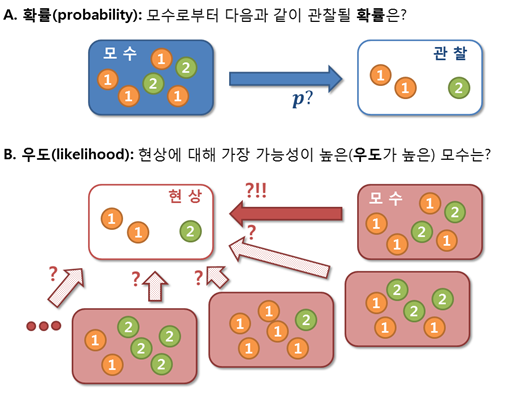 A. 확률(probability): 모수로부터 다음과 같이 관찰될 확률은?
모 수
1 2 1 2 1 1
p?
관 찰
1 1 2
B. 우도(likelihood): 현상에 대해 가장 가능성이 높은(우도가 높은) 모수는?
현 상
1 1 2
?!!
?
?
?
?
모 수
1 2 1 2 1 1
2 1 2 2 1 1
1 1 2 1 1 1
2 1 2 2 1 2